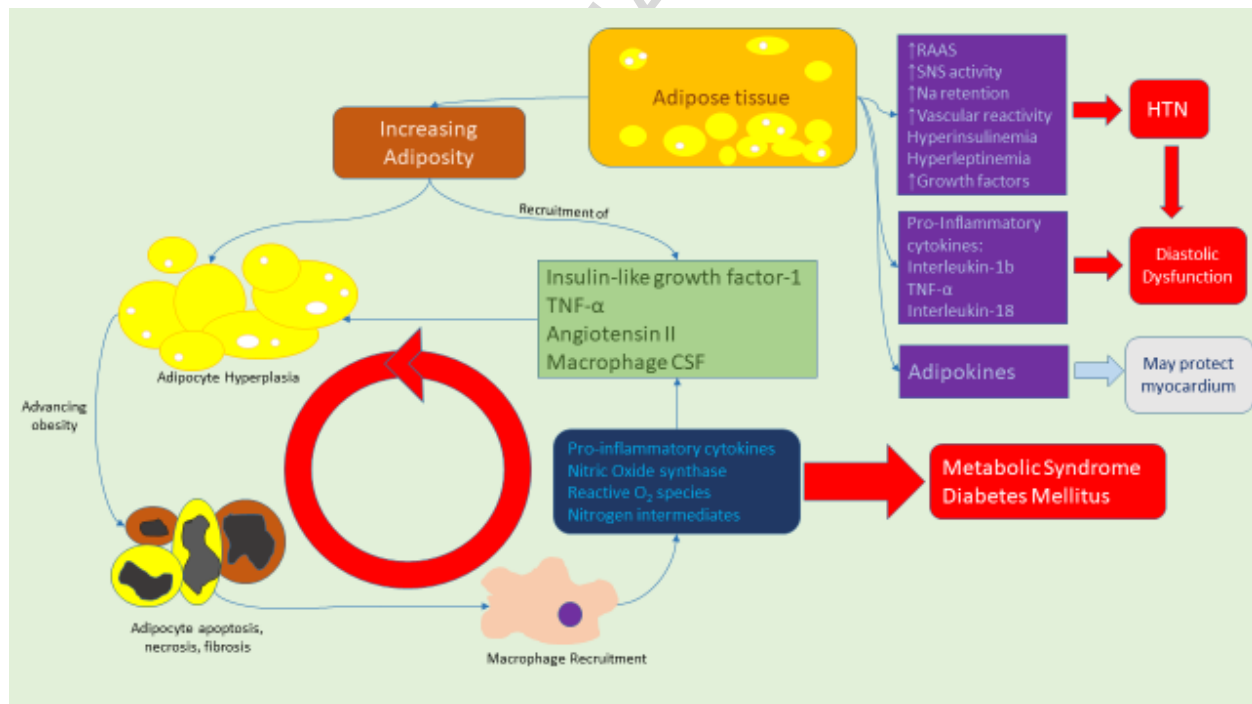 Adipose tissue
Increasing
Adiposity
Recruitment of
↑RAAS
↑SNS activity
↑Na retention
↑Vascular reactivity
Hyperinsulinemia
Hyperleptinemia
↑Growth factors
HTN
Pro-Inflammatory
cytokines:
Interleukin-1b
TNF-α
Interleukin-18
Diastolic
Dysfunction
Adipokines
May protect
myocardium
Insulin-like growth factor-1
TNF-α
Angiotensin II
Macrophage CSF
Adipocyte Hyperplasia
Advancing
obesity
Pro-inflammatory cytokines
Nitric Oxide synthase
Reactive O₂ species
Nitrogen intermediates
Metabolic Syndrome
Diabetes Mellitus
Adipocyte apoptosis,
necrosis, fibrosis
Macrophage Recruitment